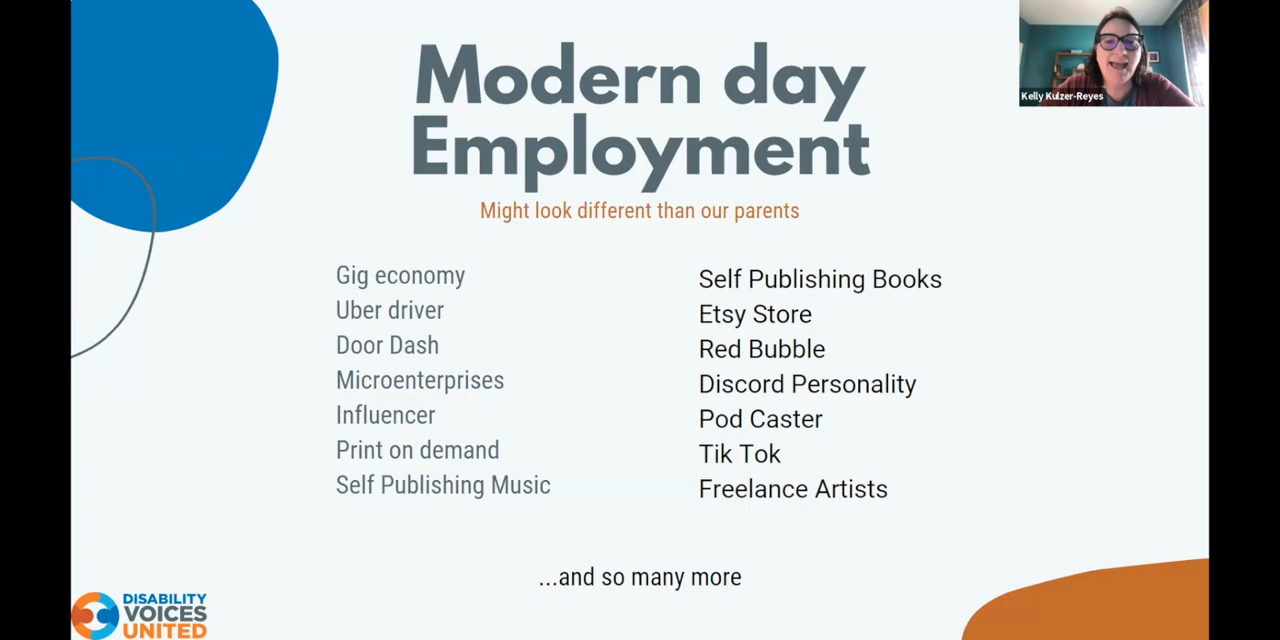 Modern day
Employment
Might look different than our parents
Gig economy
Uber driver
Door Dash
Microenterprises
Influencer
Print on demand
Self Publishing Music
Self Publishing Books
Etsy Store
Red Bubble
Discord Personality
Pod Caster
Tik Tok
Freelance Artists
...and so many more
DISABILITY
VOICES
UNITED
Kelly Kulzer-Reyes